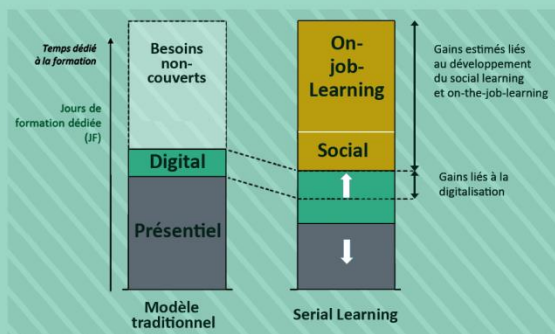 Temps dédié
à la formation
Jours de
formation dédiée
(JF)
Besoins
non-
couverts
Digital
Présentiel
Modèle
traditionnel
On-
job-
Learning
Social
Serial Learning
Gains estimés liés
au développement
du social learning
et on-the-job-learning
Gains liés à la
digitalisation